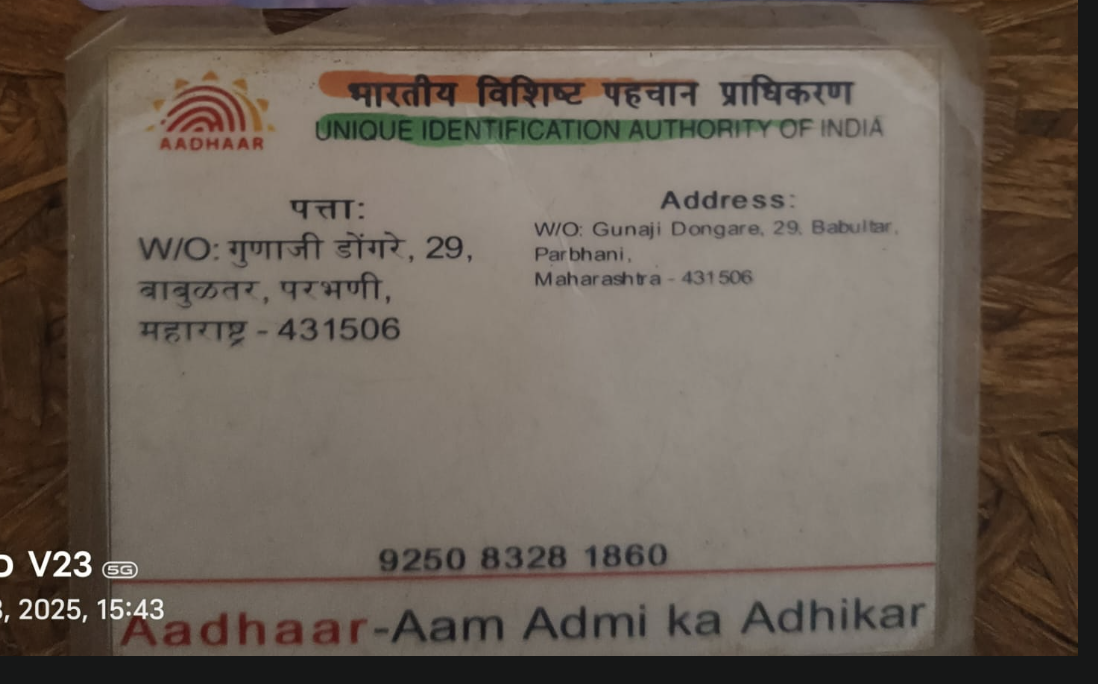 भारतीय विशिष्ट पहचान प्राधिकरण
UNIQUE IDENTIFICATION AUTHORITY OF INDIA
AADHAAR
पत्ता:
W/O: गुणाजी डोंगरे, 29,
बाबुळतर, परभणी,
महाराष्ट्र - 431506
Address:
W/O: Gunaji Dongare, 29, Babultar,
Parbhani,
Maharashtra - 431506
9250 8328 1860
Aadhaar-Aam Admi ka Adhikar
V23 5G
, 2025, 15:43